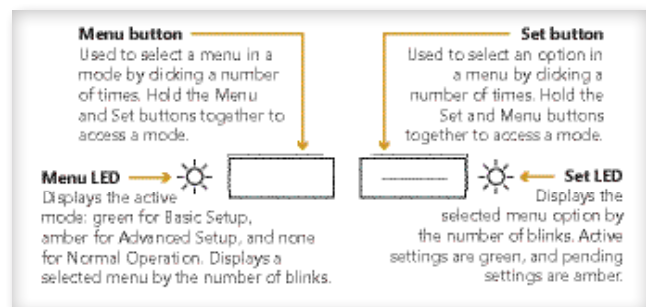 Menu button
Used to select a menu in a
mode by clicking a number
of times. Hold the Menu
and Set buttons together to
access a mode.
Set button
Used to select an option in
a menu by clicking a
number of times. Hold the
Set and Menu buttons
together to access a mode.
Menu LED
Displays the active
mode: green for Basic Setup,
amber for Advanced Setup, and none
for Normal Operation. Displays a
selected menu by the number of blinks.
Set LED
Displays the
selected menu option by
the number of blinks. Active
settings are green, and pending
settings are amber.